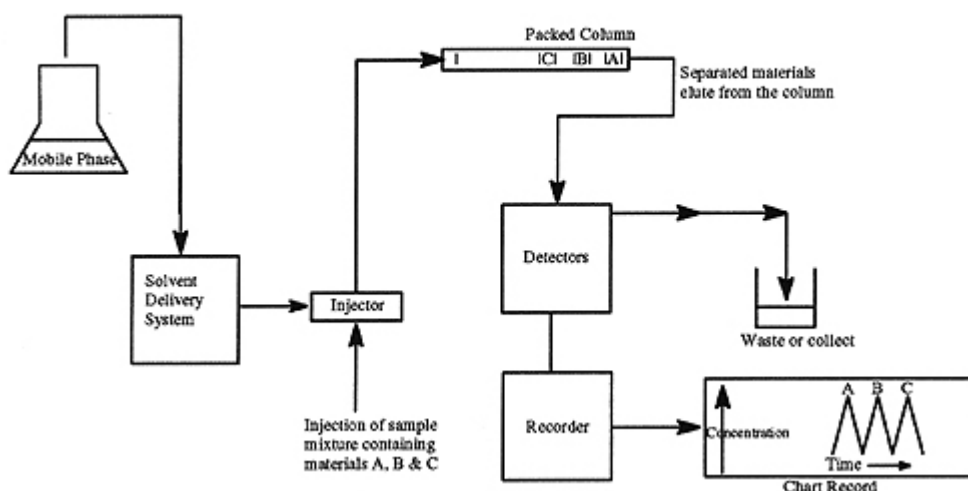 Packed Column
|
|C|
|B|
|A|
Separated materials
elute from the column
Mobile Phase
Solvent
Delivery
System
Injector
Detectors
Waste or collect
Injection of sample
mixture containing
materials A, B & C
Recorder
A B C
Concentration
Time
Chart Record